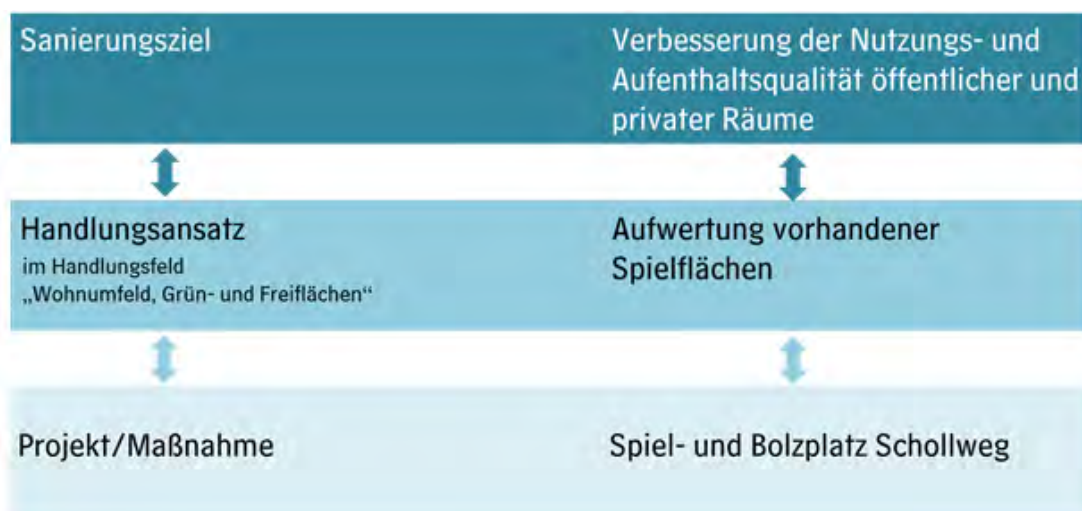 Sanierungsziel
Verbesserung der Nutzungs- und
Aufenthaltsqualität öffentlicher und
privater Räume
Handlungsansatz
im Handlungsfeld
„Wohnumfeld, Grün- und Freiflächen“
Aufwertung vorhandener
Spielflächen
Projekt/Maßnahme
Spiel- und Bolzplatz Schollweg